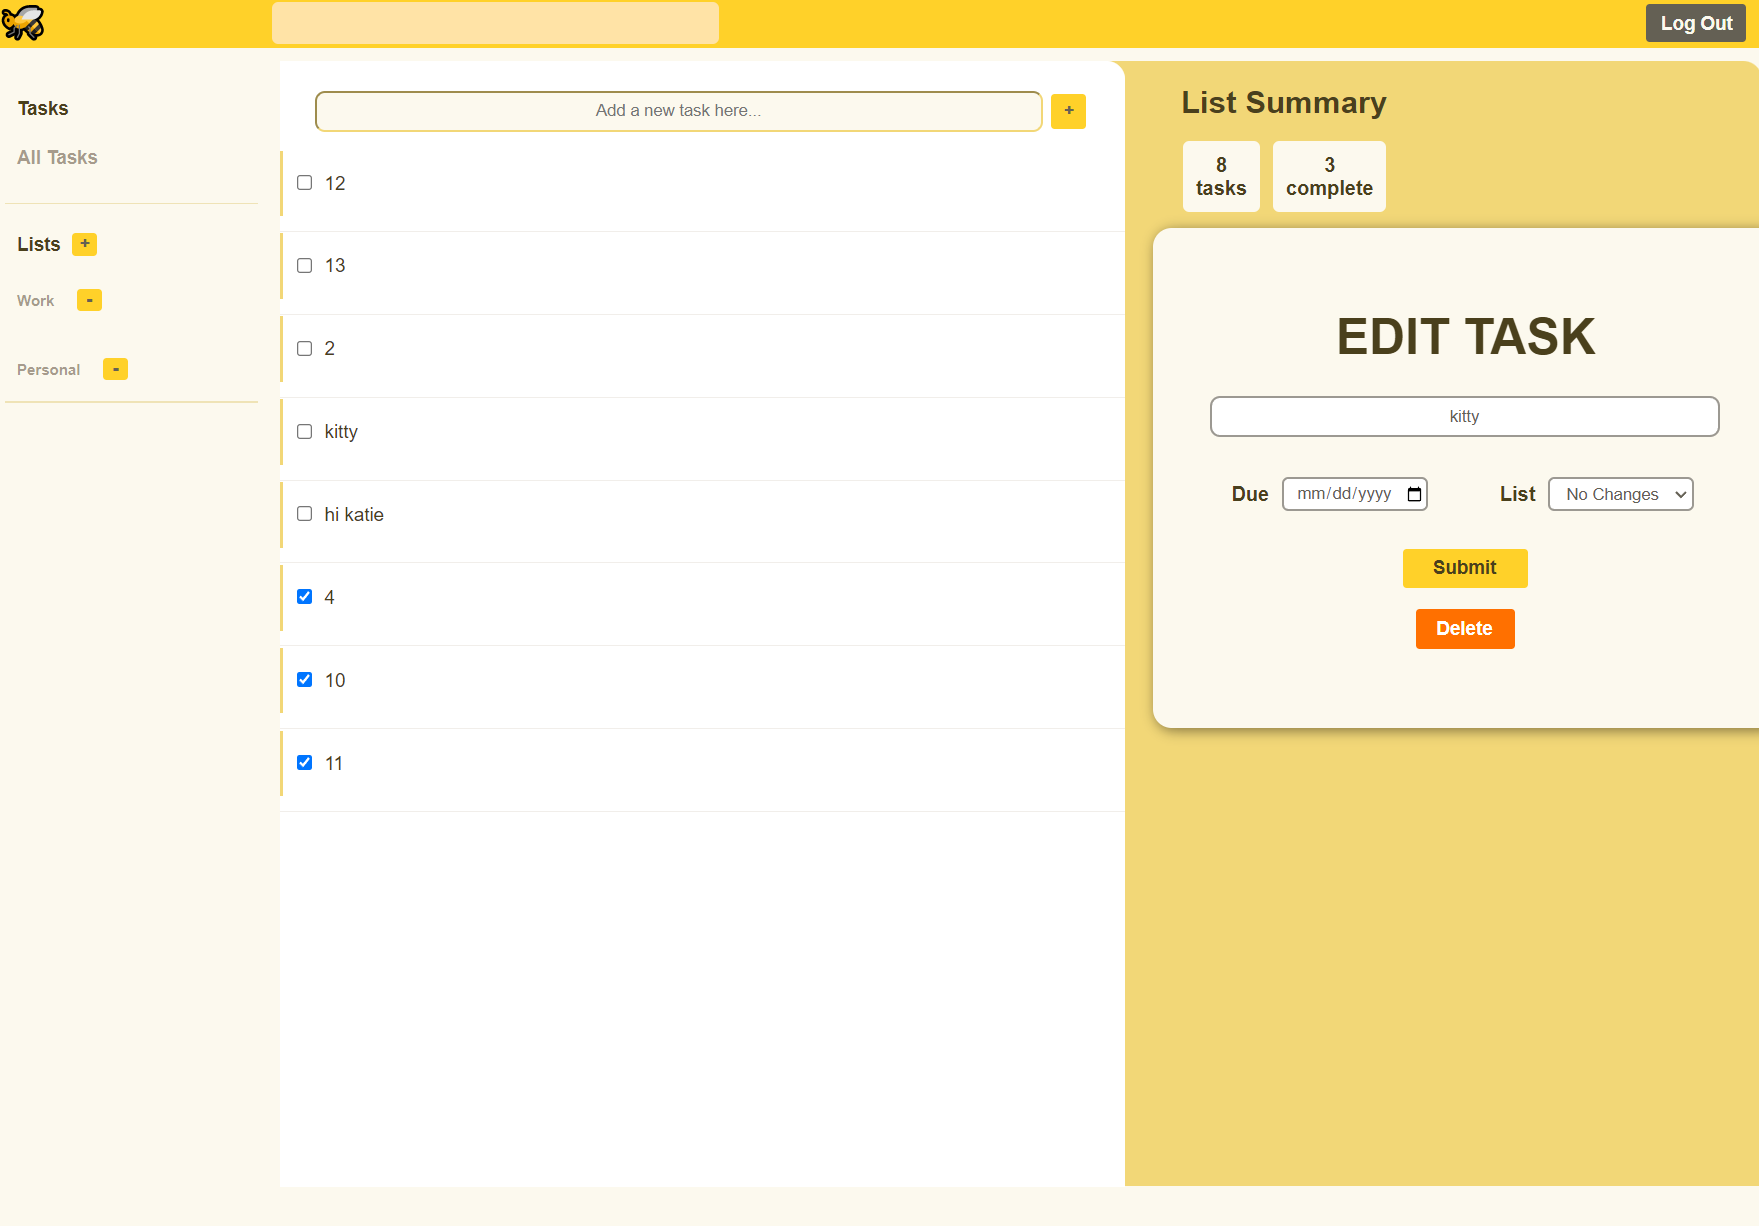 Log Out
Tasks
All Tasks
Lists +
Work -
Personal -
Add a new task here... +
12
13
2
kitty
hi katie
4
10
11
List Summary
8 tasks
3 complete
EDIT TASK
kitty
Due mm/dd/yyyy List No Changes
Submit
Delete